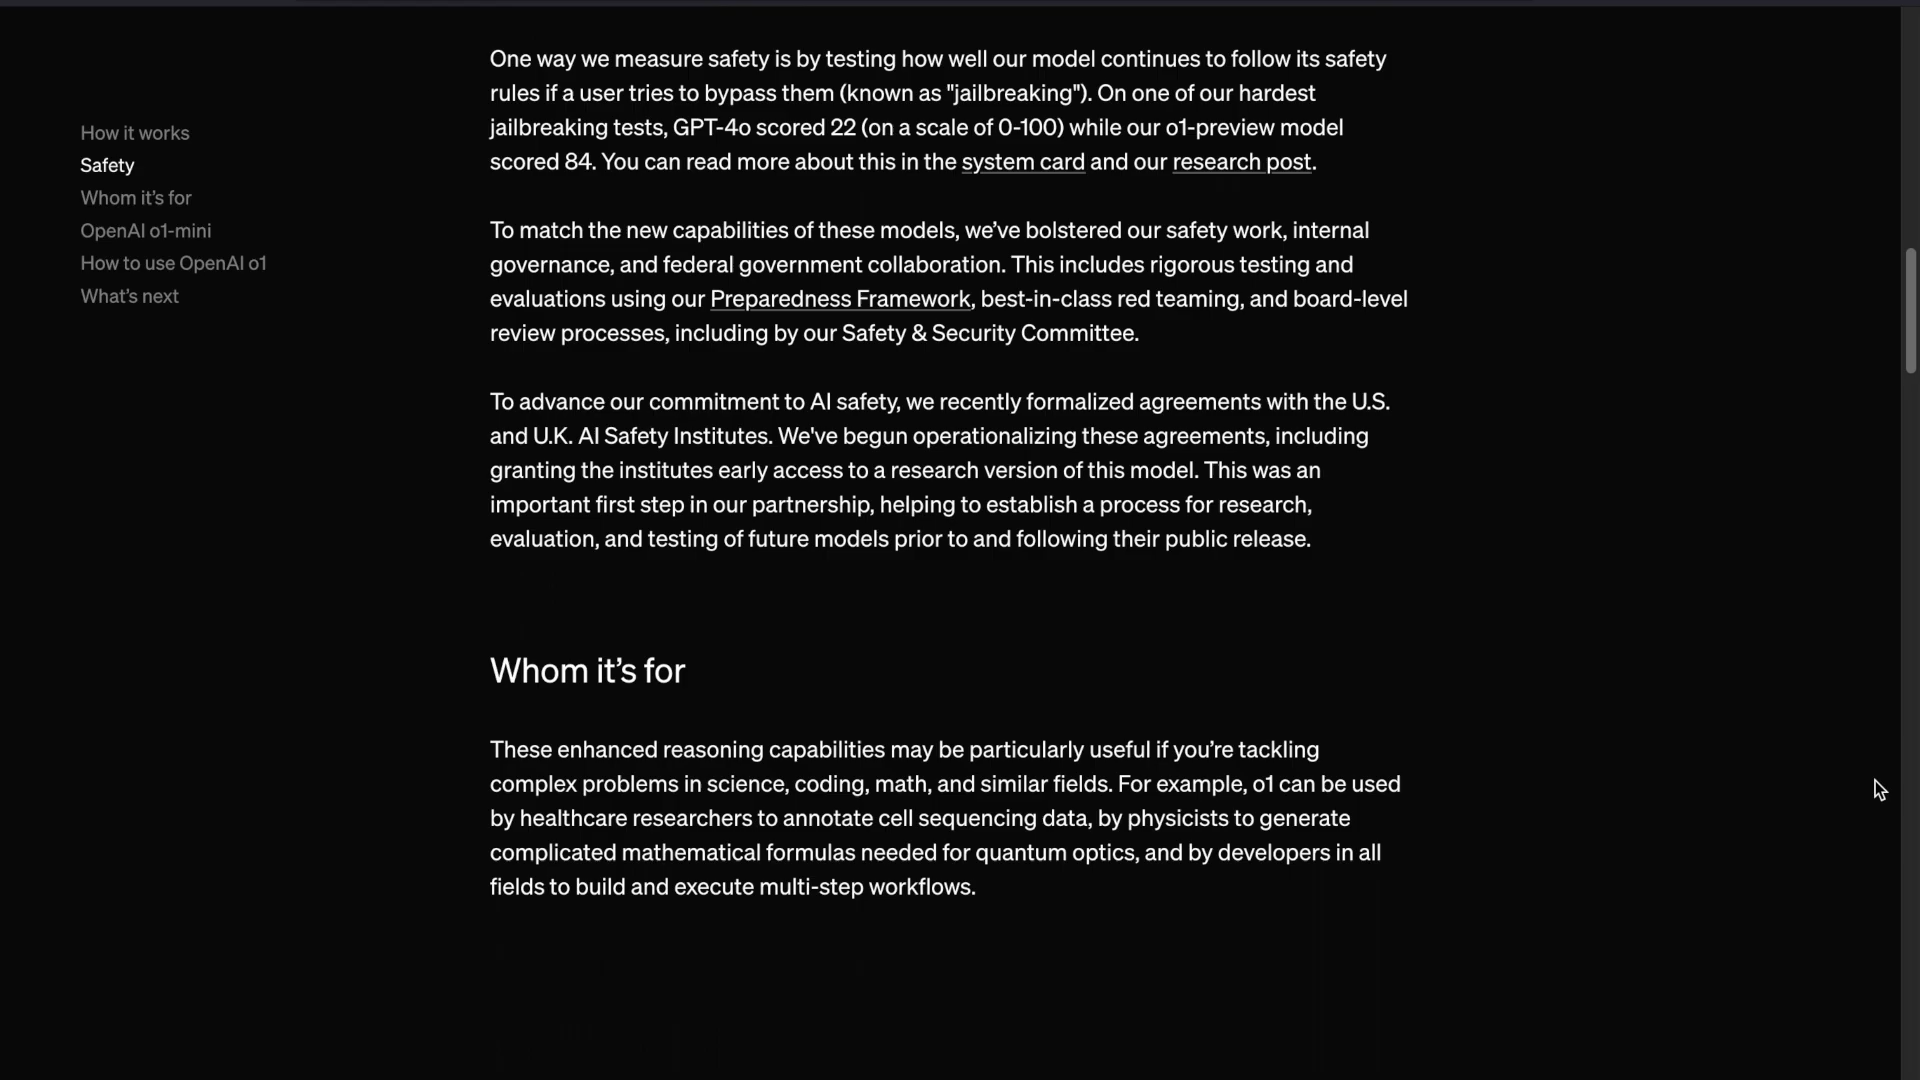 How it works
Safety
Whom it’s for
OpenAI o1-mini
How to use OpenAI o1
What’s next
One way we measure safety is by testing how well our model continues to follow its safety
rules if a user tries to bypass them (known as "jailbreaking"). On one of our hardest
jailbreaking tests, GPT-4o scored 22 (on a scale of 0-100) while our o1-preview model
scored 84. You can read more about this in the system card and our research post.
To match the new capabilities of these models, we’ve bolstered our safety work, internal
governance, and federal government collaboration. This includes rigorous testing and
evaluations using our Preparedness Framework, best-in-class red teaming, and board-level
review processes, including by our Safety & Security Committee.
To advance our commitment to AI safety, we recently formalized agreements with the U.S.
and U.K. AI Safety Institutes. We've begun operationalizing these agreements, including
granting the institutes early access to a research version of this model. This was an
important first step in our partnership, helping to establish a process for research,
evaluation, and testing of future models prior to and following their public release.
Whom it’s for
These enhanced reasoning capabilities may be particularly useful if you’re tackling
complex problems in science, coding, math, and similar fields. For example, o1 can be used
by healthcare researchers to annotate cell sequencing data, by physicists to generate
complicated mathematical formulas needed for quantum optics, and by developers in all
fields to build and execute multi-step workflows.